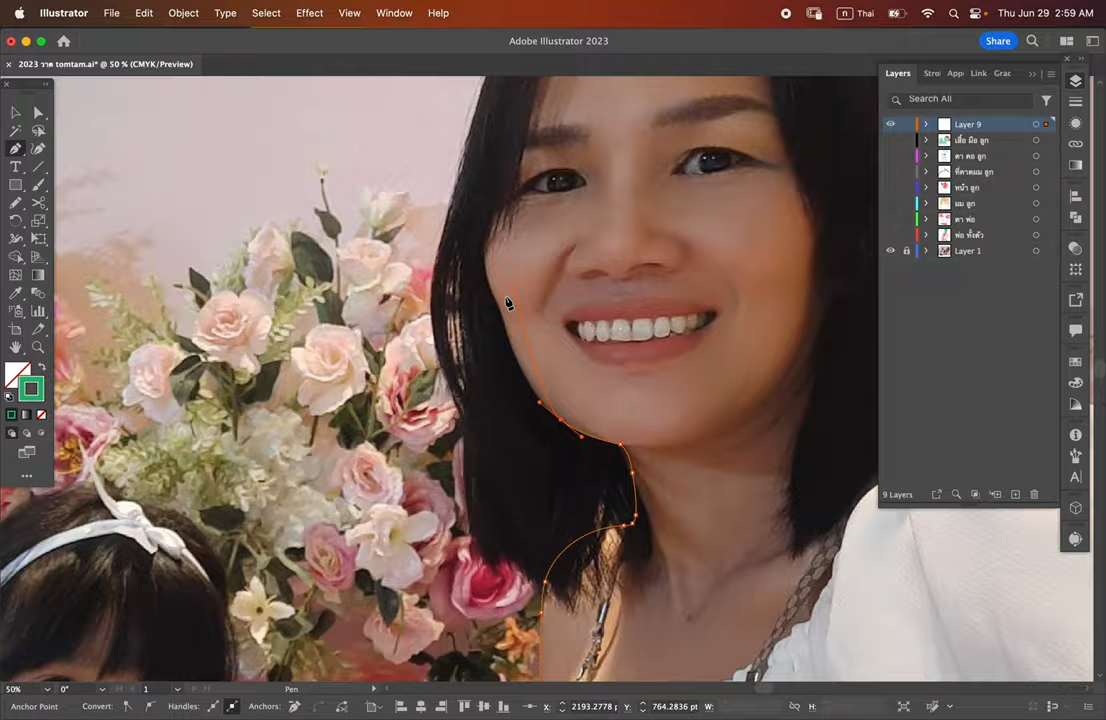 Illustrator File Edit Object Type Select Effect View Window Help
n Thai Thu Jun 29 2:59 AM
Adobe Illustrator 2023
Share
× 2023 วาด tomtam.ai* @ 50 % (CMYK/Preview)
Layers Stro Appe Link Grac
Search All
Layer 9
เสื้อ มือ ลูก
ตา คอ ลูก
ที่คาดผม ลูก
หน้า ลูก
ผม ลูก
ตา พ่อ
พ่อ ทั้งตัว
Layer 1
9 Layers
50% 0° 1 Pen
Anchor Point Convert: Handles: Anchors: X: 2193.2778 Y: 764.2836 pt W: H: